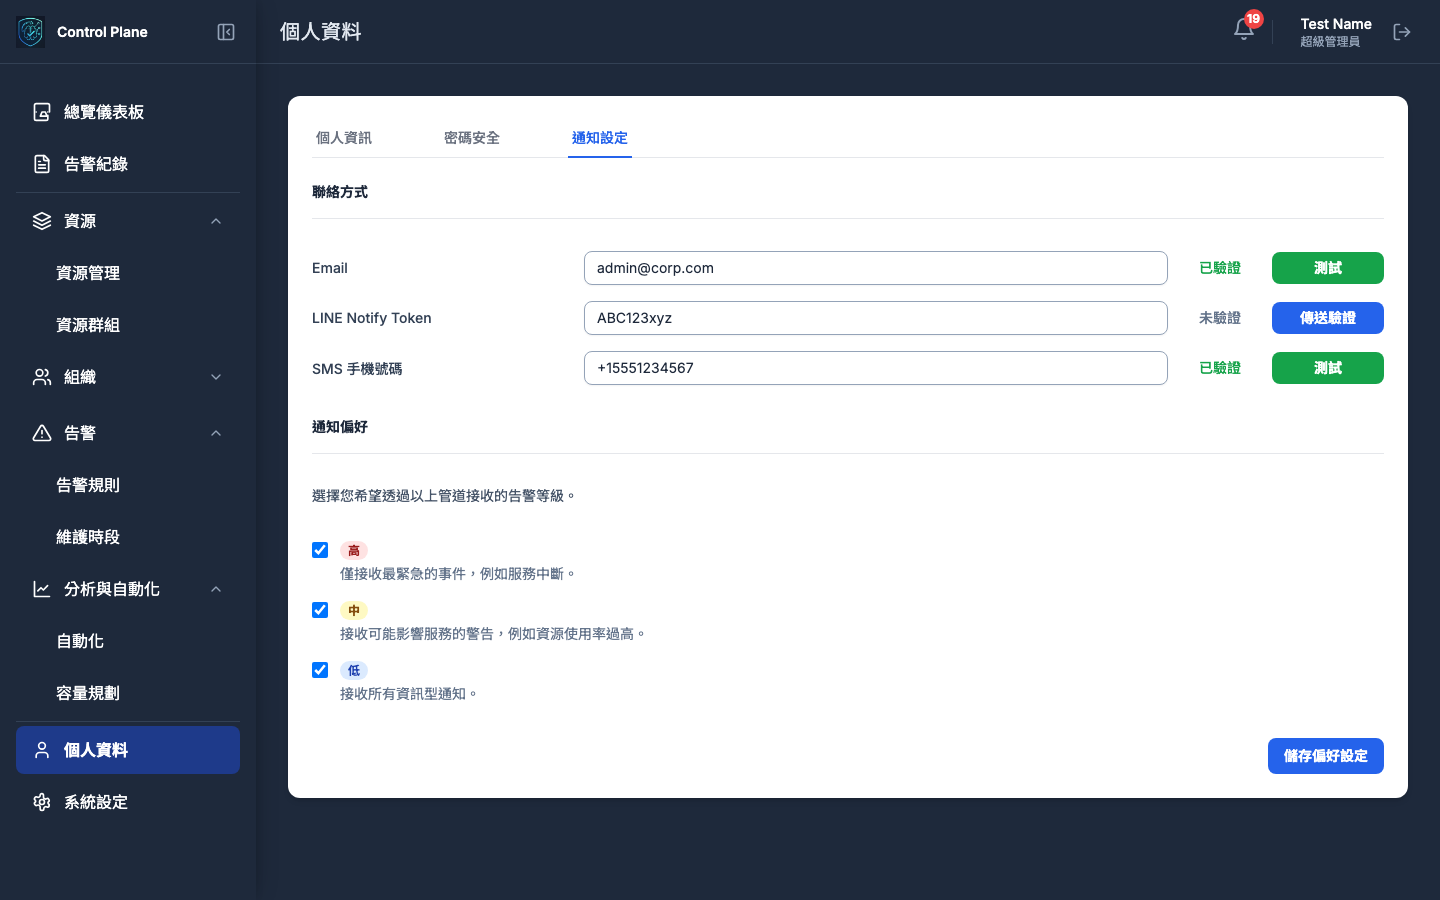 Control Plane
個人資料
19
Test Name
超級管理員
總覽儀表板
告警紀錄
資源
資源管理
資源群組
組織
告警
告警規則
維護時段
分析與自動化
自動化
容量規劃
個人資料
系統設定
個人資訊
密碼安全
通知設定
聯絡方式
Email
admin@corp.com
已驗證
測試
LINE Notify Token
ABC123xyz
未驗證
傳送驗證
SMS 手機號碼
+15551234567
已驗證
測試
通知偏好
選擇您希望透過以上管道接收的告警等級。
高
僅接收最緊急的事件，例如服務中斷。
中
接收可能影響服務的警告，例如資源使用率過高。
低
接收所有資訊型通知。
儲存偏好設定